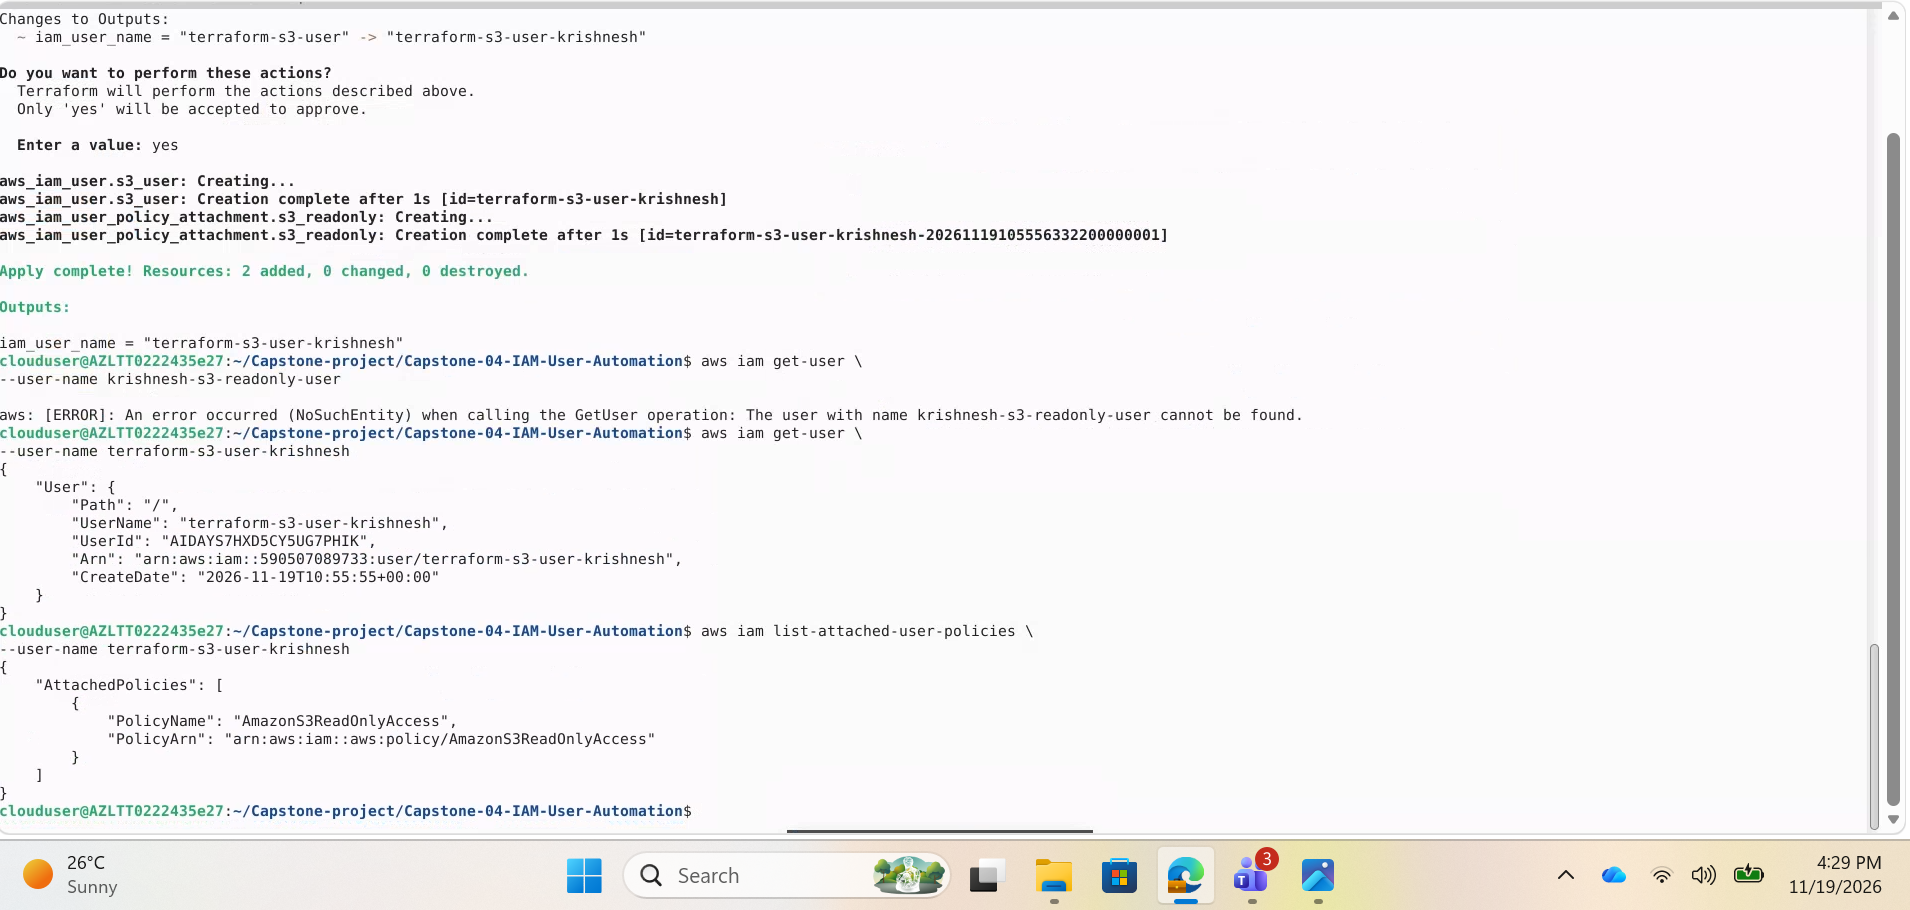 Changes to Outputs:
  ~ iam_user_name = "terraform-s3-user" -> "terraform-s3-user-krishnesh"
Do you want to perform these actions?
  Terraform will perform the actions described above.
  Only 'yes' will be accepted to approve.
  Enter a value: yes
aws_iam_user.s3_user: Creating...
aws_iam_user.s3_user: Creation complete after 1s [id=terraform-s3-user-krishnesh]
aws_iam_user_policy_attachment.s3_readonly: Creating...
aws_iam_user_policy_attachment.s3_readonly: Creation complete after 1s [id=terraform-s3-user-krishnesh-20261119105556332200000001]
Apply complete! Resources: 2 added, 0 changed, 0 destroyed.
Outputs:
iam_user_name = "terraform-s3-user-krishnesh"
clouduser@AZLTT0222435e27:~/Capstone-project/Capstone-04-IAM-User-Automation$ aws iam get-user \
--user-name krishnesh-s3-readonly-user
aws: [ERROR]: An error occurred (NoSuchEntity) when calling the GetUser operation: The user with name krishnesh-s3-readonly-user cannot be found.
clouduser@AZLTT0222435e27:~/Capstone-project/Capstone-04-IAM-User-Automation$ aws iam get-user \
--user-name terraform-s3-user-krishnesh
{
    "User": {
        "Path": "/",
        "UserName": "terraform-s3-user-krishnesh",
        "UserId": "AIDAYS7HXD5CY5UG7PHIK",
        "Arn": "arn:aws:iam::590507089733:user/terraform-s3-user-krishnesh",
        "CreateDate": "2026-11-19T10:55:55+00:00"
    }
}
clouduser@AZLTT0222435e27:~/Capstone-project/Capstone-04-IAM-User-Automation$ aws iam list-attached-user-policies \
--user-name terraform-s3-user-krishnesh
{
    "AttachedPolicies": [
        {
            "PolicyName": "AmazonS3ReadOnlyAccess",
            "PolicyArn": "arn:aws:iam::aws:policy/AmazonS3ReadOnlyAccess"
        }
    ]
}
clouduser@AZLTT0222435e27:~/Capstone-project/Capstone-04-IAM-User-Automation$
26°C
Sunny
Search
T
3
4:29 PM
11/19/2026